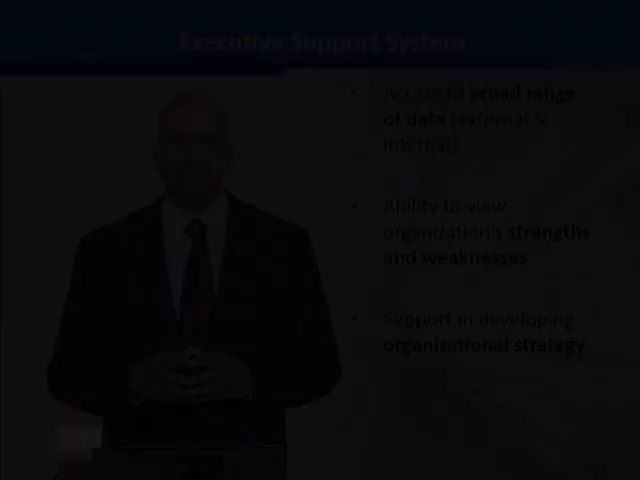 Executive Support System
• Access to broad range
of data (external &
internal)
• Ability to view
organization's strengths
and weaknesses
• Support in developing
organizational strategy